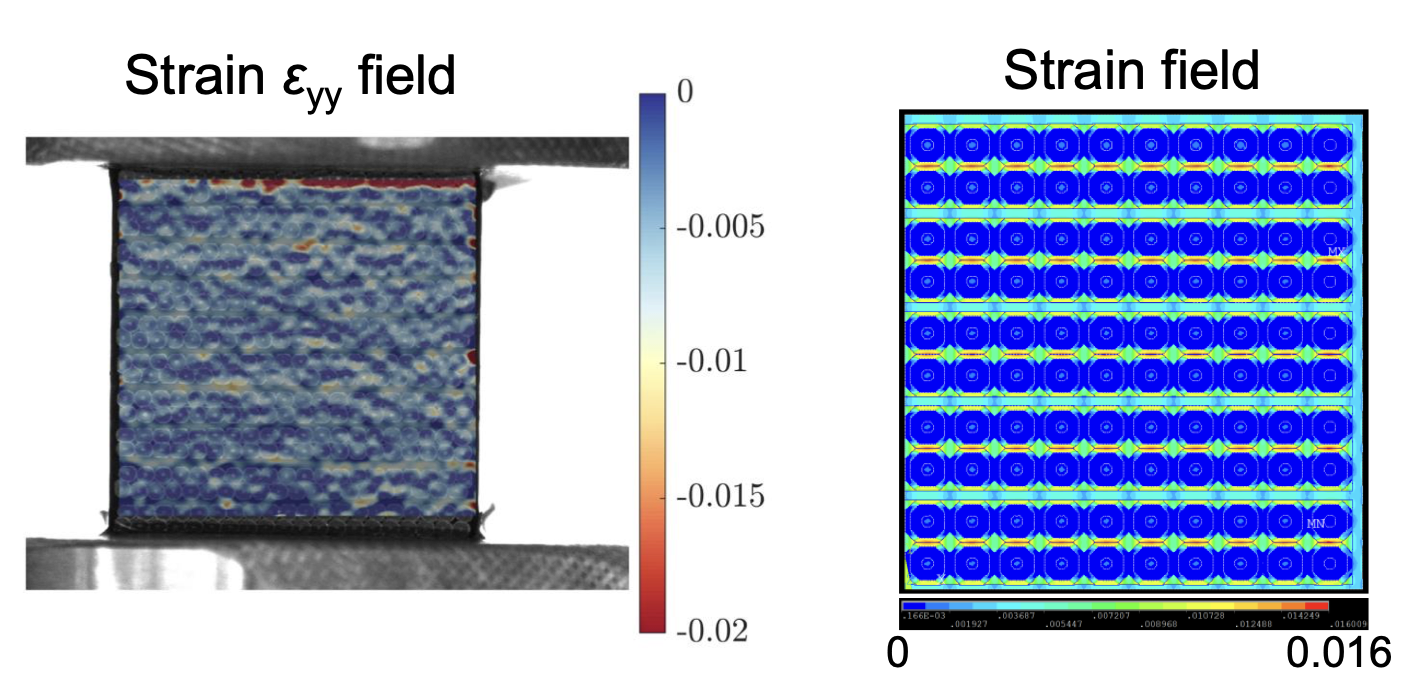 Strain εyy field
0
-0.005
-0.01
-0.015
-0.02
Strain field
MX
MN
.166E-03 .003687 .007207 .010728 .014249
.001927 .005447 .008968 .012488 .016009
0 0.016